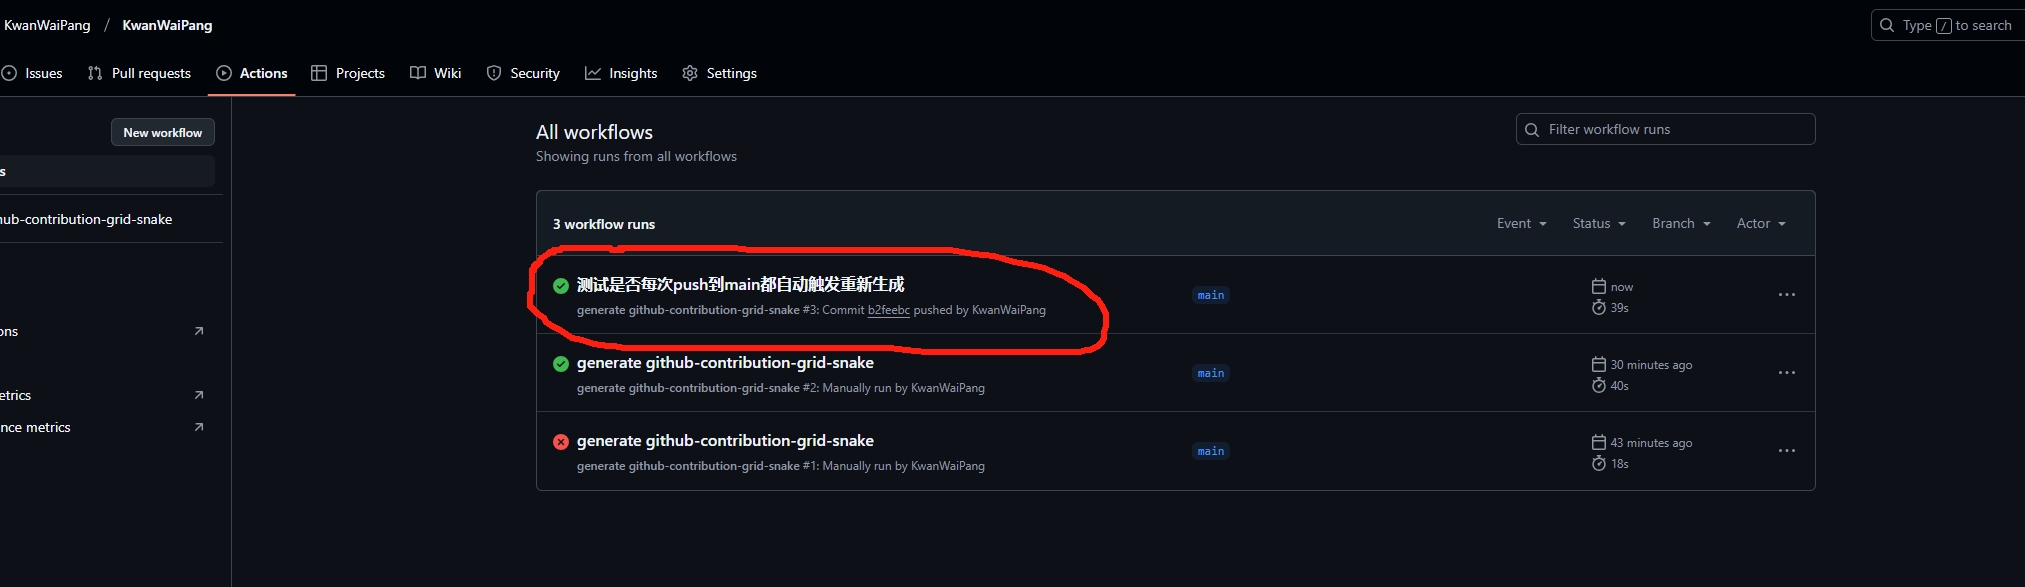 KwanWaiPang / KwanWaiPang
Type / to search
Issues Pull requests Actions Projects Wiki Security Insights Settings
New workflow
s
ub-contribution-grid-snake
ons
etrics
nce metrics
All workflows
Showing runs from all workflows
Filter workflow runs
3 workflow runs
Event Status Branch Actor
测试是否每次push到main都自动触发重新生成
generate github-contribution-grid-snake #3: Commit b2feebc pushed by KwanWaiPang
main
now
39s
generate github-contribution-grid-snake
generate github-contribution-grid-snake #2: Manually run by KwanWaiPang
main
30 minutes ago
40s
generate github-contribution-grid-snake
generate github-contribution-grid-snake #1: Manually run by KwanWaiPang
main
43 minutes ago
18s